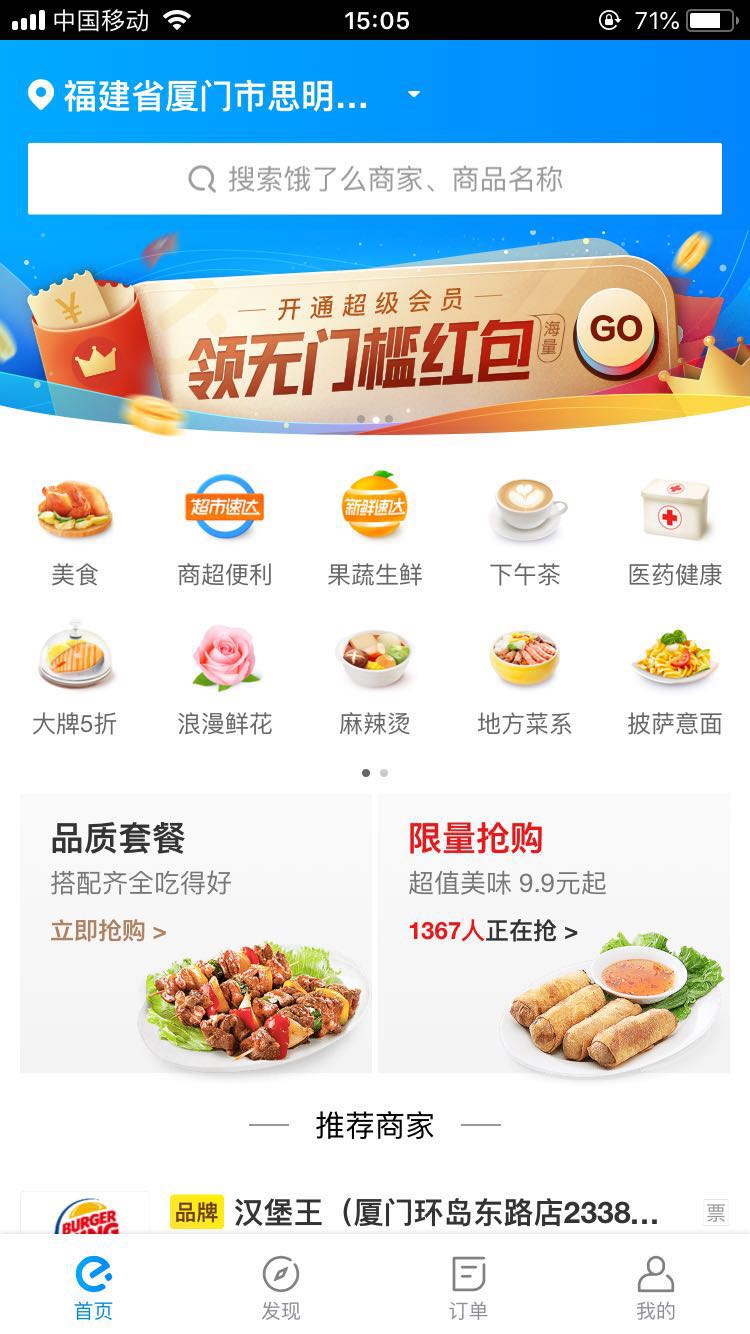 中国移动 15:05 71%
福建省厦门市思明...
搜索饿了么商家、商品名称
¥
开通超级会员
领无门槛红包
海量
GO
超市速达
新鲜速达
美食 商超便利 果蔬生鲜 下午茶 医药健康
大牌5折 浪漫鲜花 麻辣烫 地方菜系 披萨意面
品质套餐 限量抢购
搭配齐全吃得好 超值美味 9.9元起
立即抢购 > 1367人正在抢 >
推荐商家
BURGER
KING
品牌 汉堡王（厦门环岛东路店2338... 票
首页 发现 订单 我的